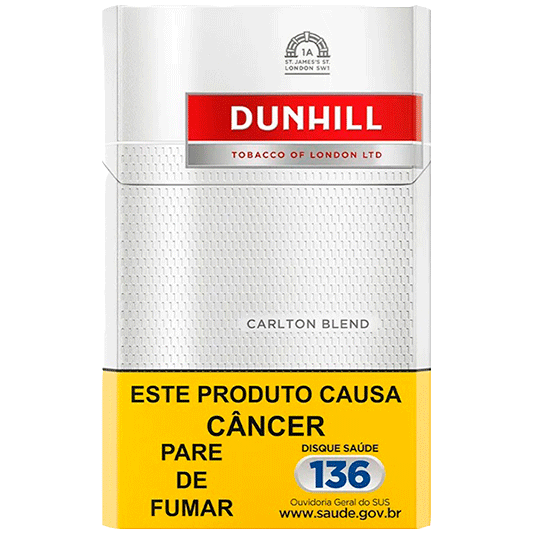 1A
ST. JAMES'S ST.
LONDON SW1
DUNHILL
TOBACCO OF LONDON LTD
CARLTON BLEND
ESTE PRODUTO CAUSA
CÂNCER
PARE
DE
FUMAR
DISQUE SAÚDE
136
Ouvidoria Geral do SUS
www.saude.gov.br